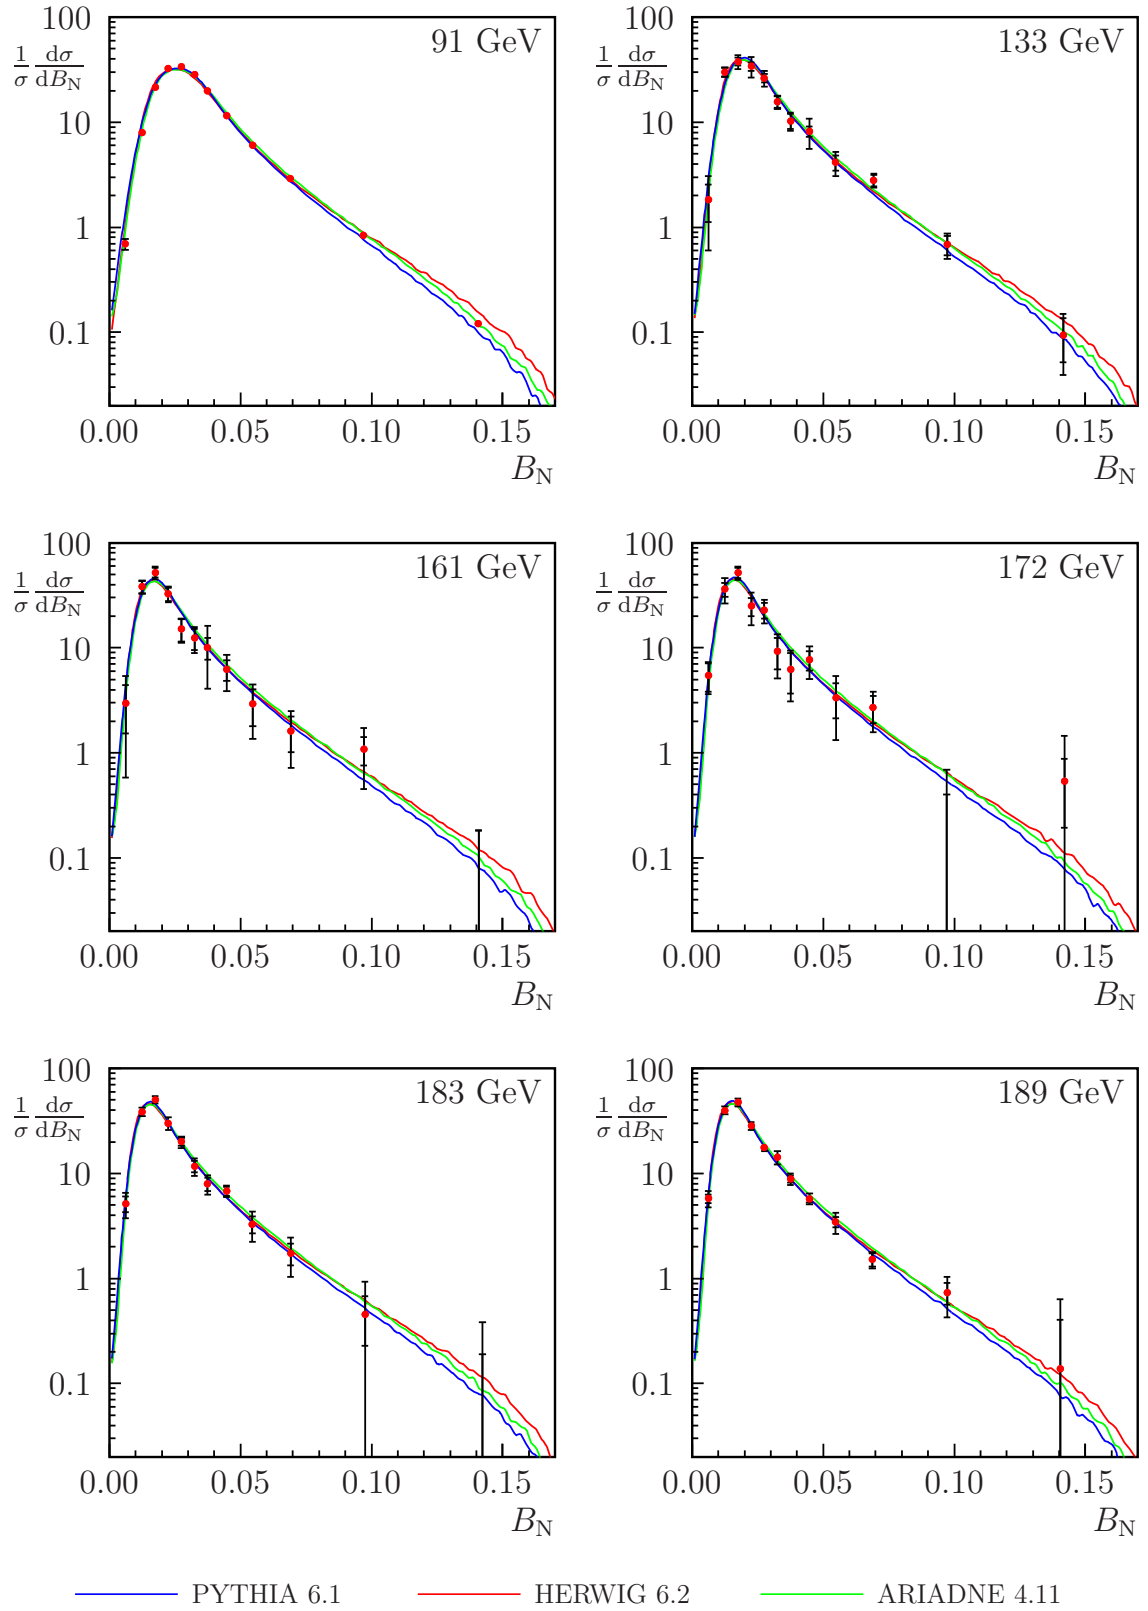 100
91 GeV
1/σ dσ/dB_N
10
1
0.1
0.00 0.05 0.10 0.15
B_N
100
133 GeV
1/σ dσ/dB_N
10
1
0.1
0.00 0.05 0.10 0.15
B_N
100
161 GeV
1/σ dσ/dB_N
10
1
0.1
0.00 0.05 0.10 0.15
B_N
100
172 GeV
1/σ dσ/dB_N
10
1
0.1
0.00 0.05 0.10 0.15
B_N
100
183 GeV
1/σ dσ/dB_N
10
1
0.1
0.00 0.05 0.10 0.15
B_N
100
189 GeV
1/σ dσ/dB_N
10
1
0.1
0.00 0.05 0.10 0.15
B_N
PYTHIA 6.1 HERWIG 6.2 ARIADNE 4.11